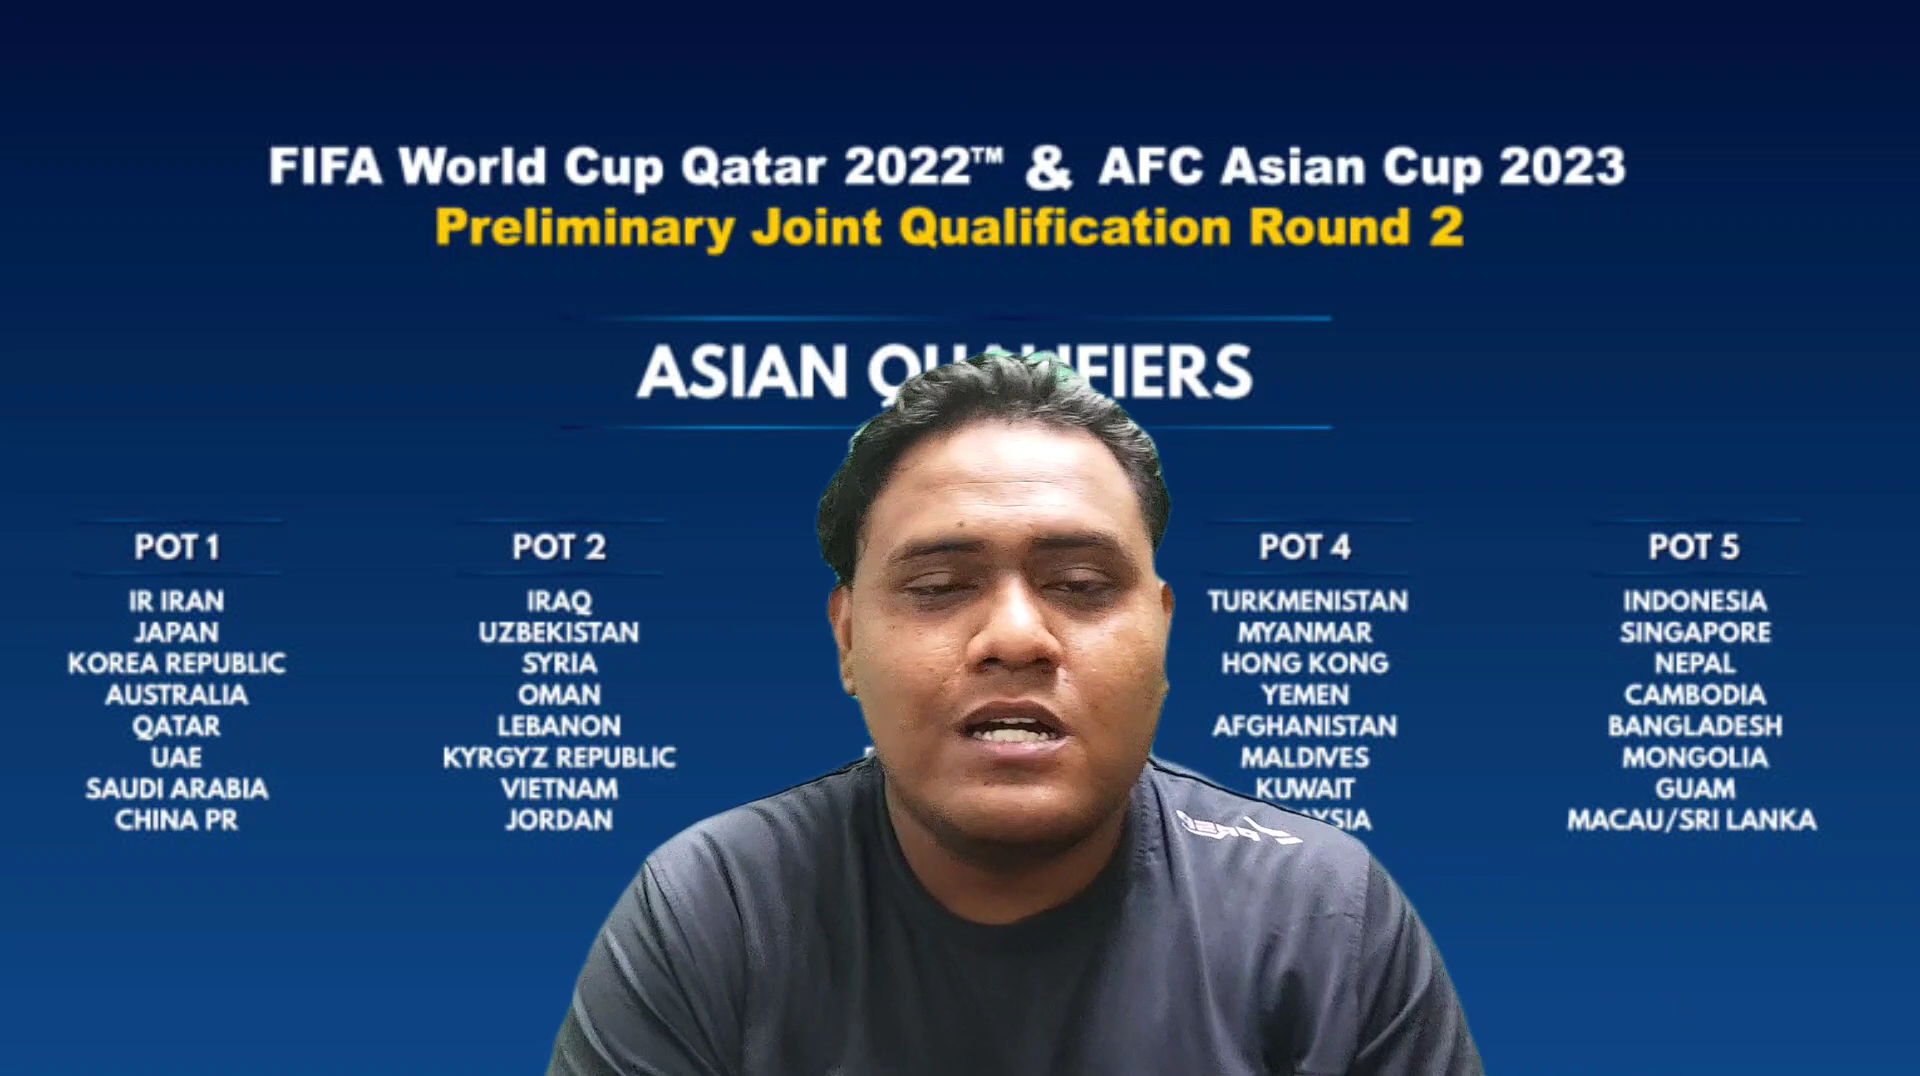 FIFA World Cup Qatar 2022™ & AFC Asian Cup 2023
Preliminary Joint Qualification Round 2
ASIAN
POT 1
IR IRAN
JAPAN
KOREA REPUBLIC
AUSTRALIA
QATAR
UAE
SAUDI ARABIA
CHINA PR
POT 2
IRAQ
UZBEKISTAN
SYRIA
OMAN
LEBANON
KYRGYZ REPUBLIC
VIETNAM
JORDAN
POT 4
TURKMENISTAN
MYANMAR
HONG KONG
YEMEN
AFGHANISTAN
MALDIVES
KUWAIT
POT 5
INDONESIA
SINGAPORE
NEPAL
CAMBODIA
BANGLADESH
MONGOLIA
GUAM
MACAU/SRI LANKA